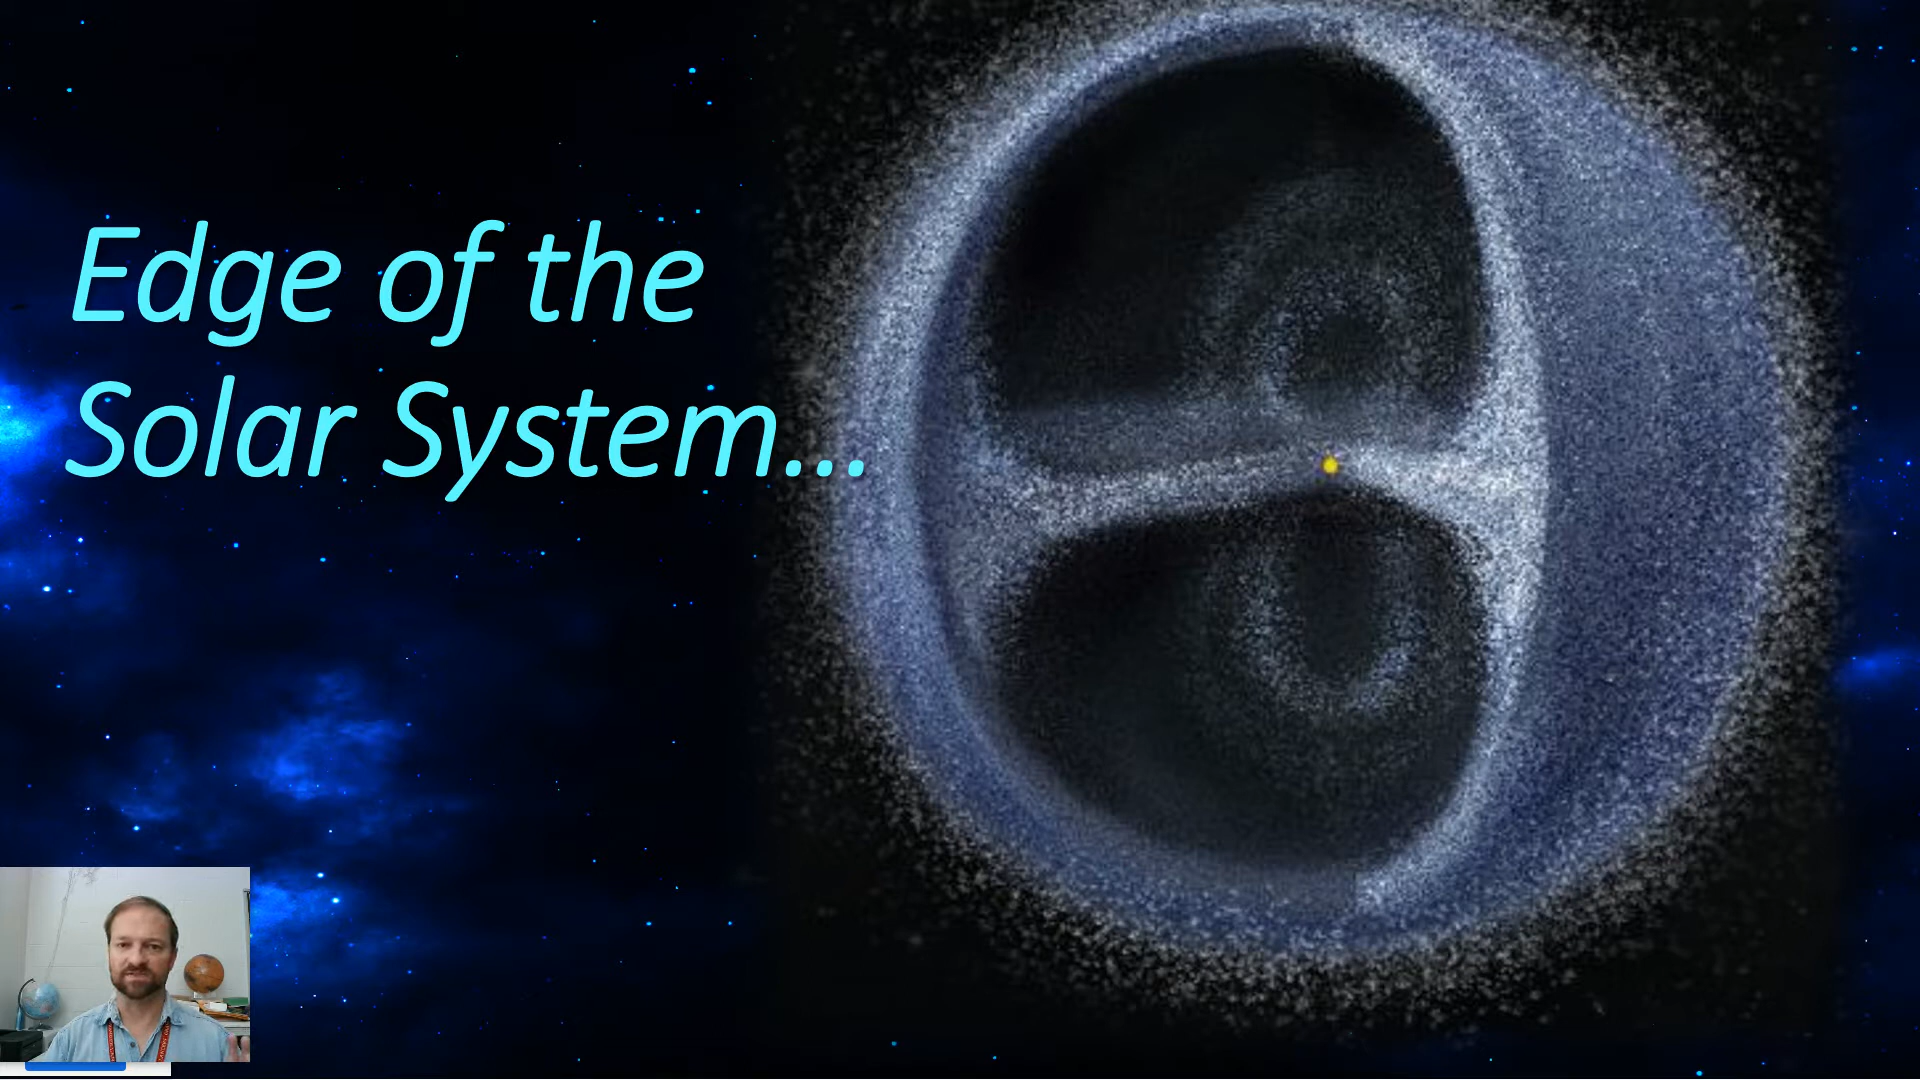 Edge of the
Solar System...